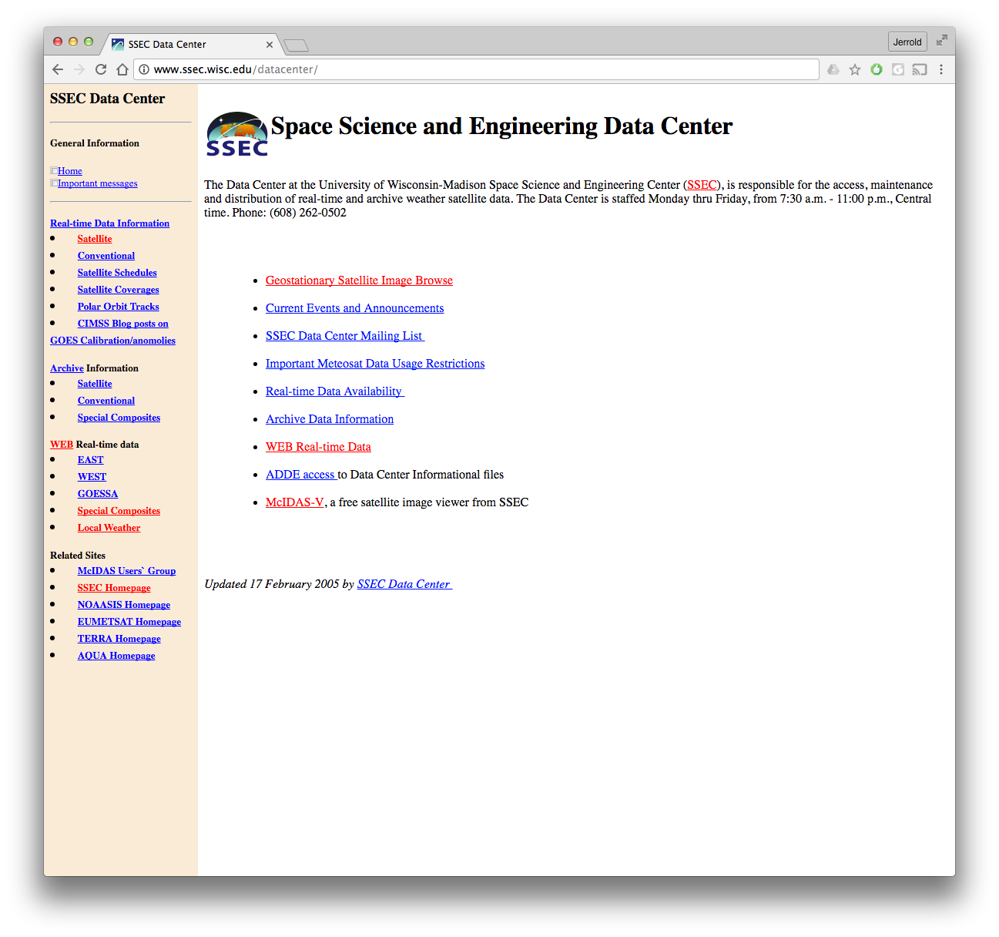 SSEC Data Center
Jerrold
www.ssec.wisc.edu/datacenter/
SSEC Data Center
General Information
Home
Important messages
Real-time Data Information
Satellite
Conventional
Satellite Schedules
Satellite Coverages
Polar Orbit Tracks
CIMSS Blog posts on
GOES Calibration/anomolies
Archive Information
Satellite
Conventional
Special Composites
WEB Real-time data
EAST
WEST
GOESSA
Special Composites
Local Weather
Related Sites
McIDAS Users` Group
SSEC Homepage
NOAASIS Homepage
EUMETSAT Homepage
TERRA Homepage
AQUA Homepage
SSEC
Space Science and Engineering Data Center
The Data Center at the University of Wisconsin-Madison Space Science and Engineering Center (SSEC), is responsible for the access, maintenance
and distribution of real-time and archive weather satellite data. The Data Center is staffed Monday thru Friday, from 7:30 a.m. - 11:00 p.m., Central
time. Phone: (608) 262-0502
Geostationary Satellite Image Browse
Current Events and Announcements
SSEC Data Center Mailing List
Important Meteosat Data Usage Restrictions
Real-time Data Availability
Archive Data Information
WEB Real-time Data
ADDE access to Data Center Informational files
McIDAS-V, a free satellite image viewer from SSEC
Updated 17 February 2005 by SSEC Data Center